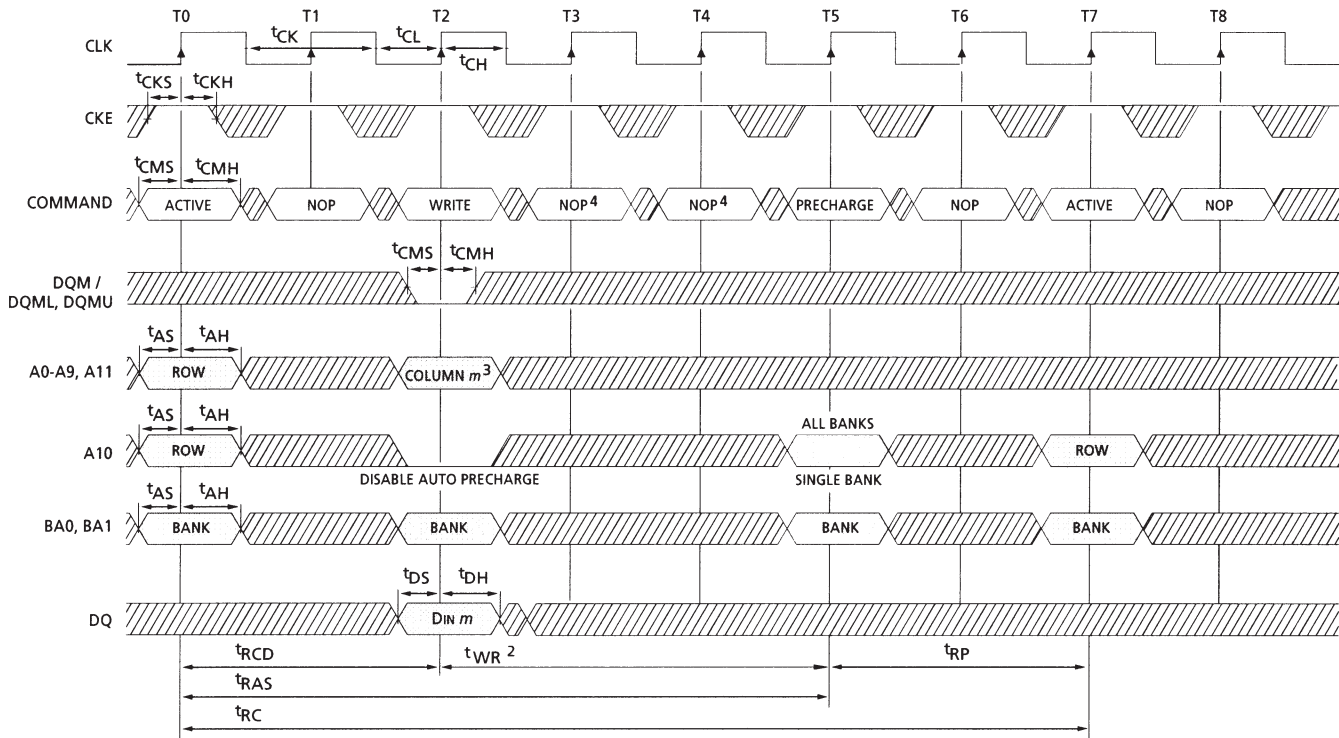 T0 T1 T2 T3 T4 T5 T6 T7 T8
CLK
tCK tCL tCH
tCKS tCKH
CKE
tCMS tCMH
COMMAND ACTIVE NOP WRITE NOP4 NOP4 PRECHARGE NOP ACTIVE NOP
tCMS tCMH
DQM /
DQML, DQMU
tAS tAH
A0-A9, A11 ROW COLUMN m3
tAS tAH ALL BANKS
A10 ROW ROW
DISABLE AUTO PRECHARGE SINGLE BANK
tAS tAH
BA0, BA1 BANK BANK BANK BANK
tDS tDH
DQ DIN m
tRCD tWR 2 tRP
tRAS
tRC